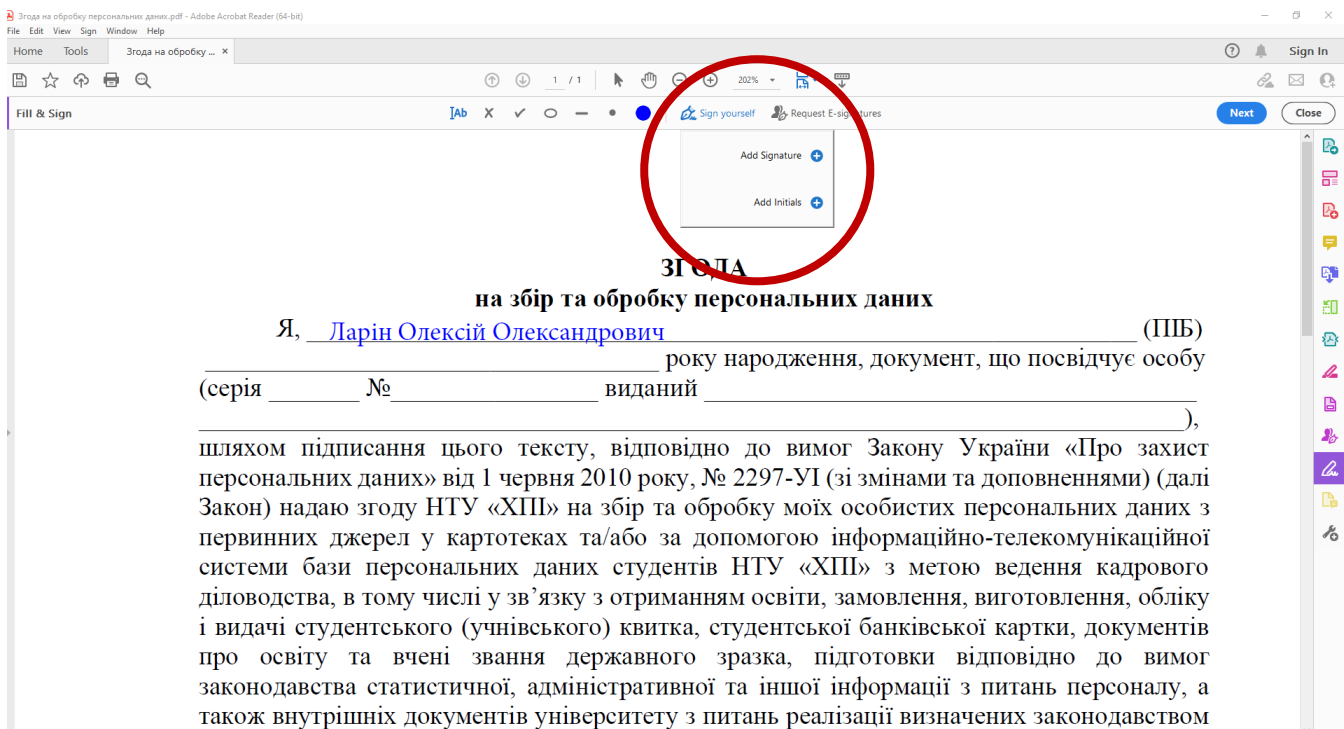 Згода на обробку персональних даних.pdf - Adobe Acrobat Reader (64-bit)
File Edit View Sign Window Help
Home Tools Згода на обробку ... × Sign In
1 / 1 202%
Fill & Sign IAb Sign yourself Request E-signatures Next Close
Add Signature
Add Initials
ЗГОДА
на збір та обробку персональних даних
Я, Ларін Олексій Олександрович (ПІБ)
року народження, документ, що посвідчує особу
(серія ________ №__________________ виданий
),
шляхом підписання цього тексту, відповідно до вимог Закону України «Про захист
персональних даних» від 1 червня 2010 року, № 2297-УІ (зі змінами та доповненнями) (далі
Закон) надаю згоду НТУ «ХПІ» на збір та обробку моїх особистих персональних даних з
первинних джерел у картотеках та/або за допомогою інформаційно-телекомунікаційної
системи бази персональних даних студентів НТУ «ХПІ» з метою ведення кадрового
діловодства, в тому числі у зв’язку з отриманням освіти, замовлення, виготовлення, обліку
і видачі студентського (учнівського) квитка, студентської банківської картки, документів
про освіту та вчені звання державного зразка, підготовки відповідно до вимог
законодавства статистичної, адміністративної та іншої інформації з питань персоналу, а
також внутрішніх документів університету з питань реалізації визначених законодавством